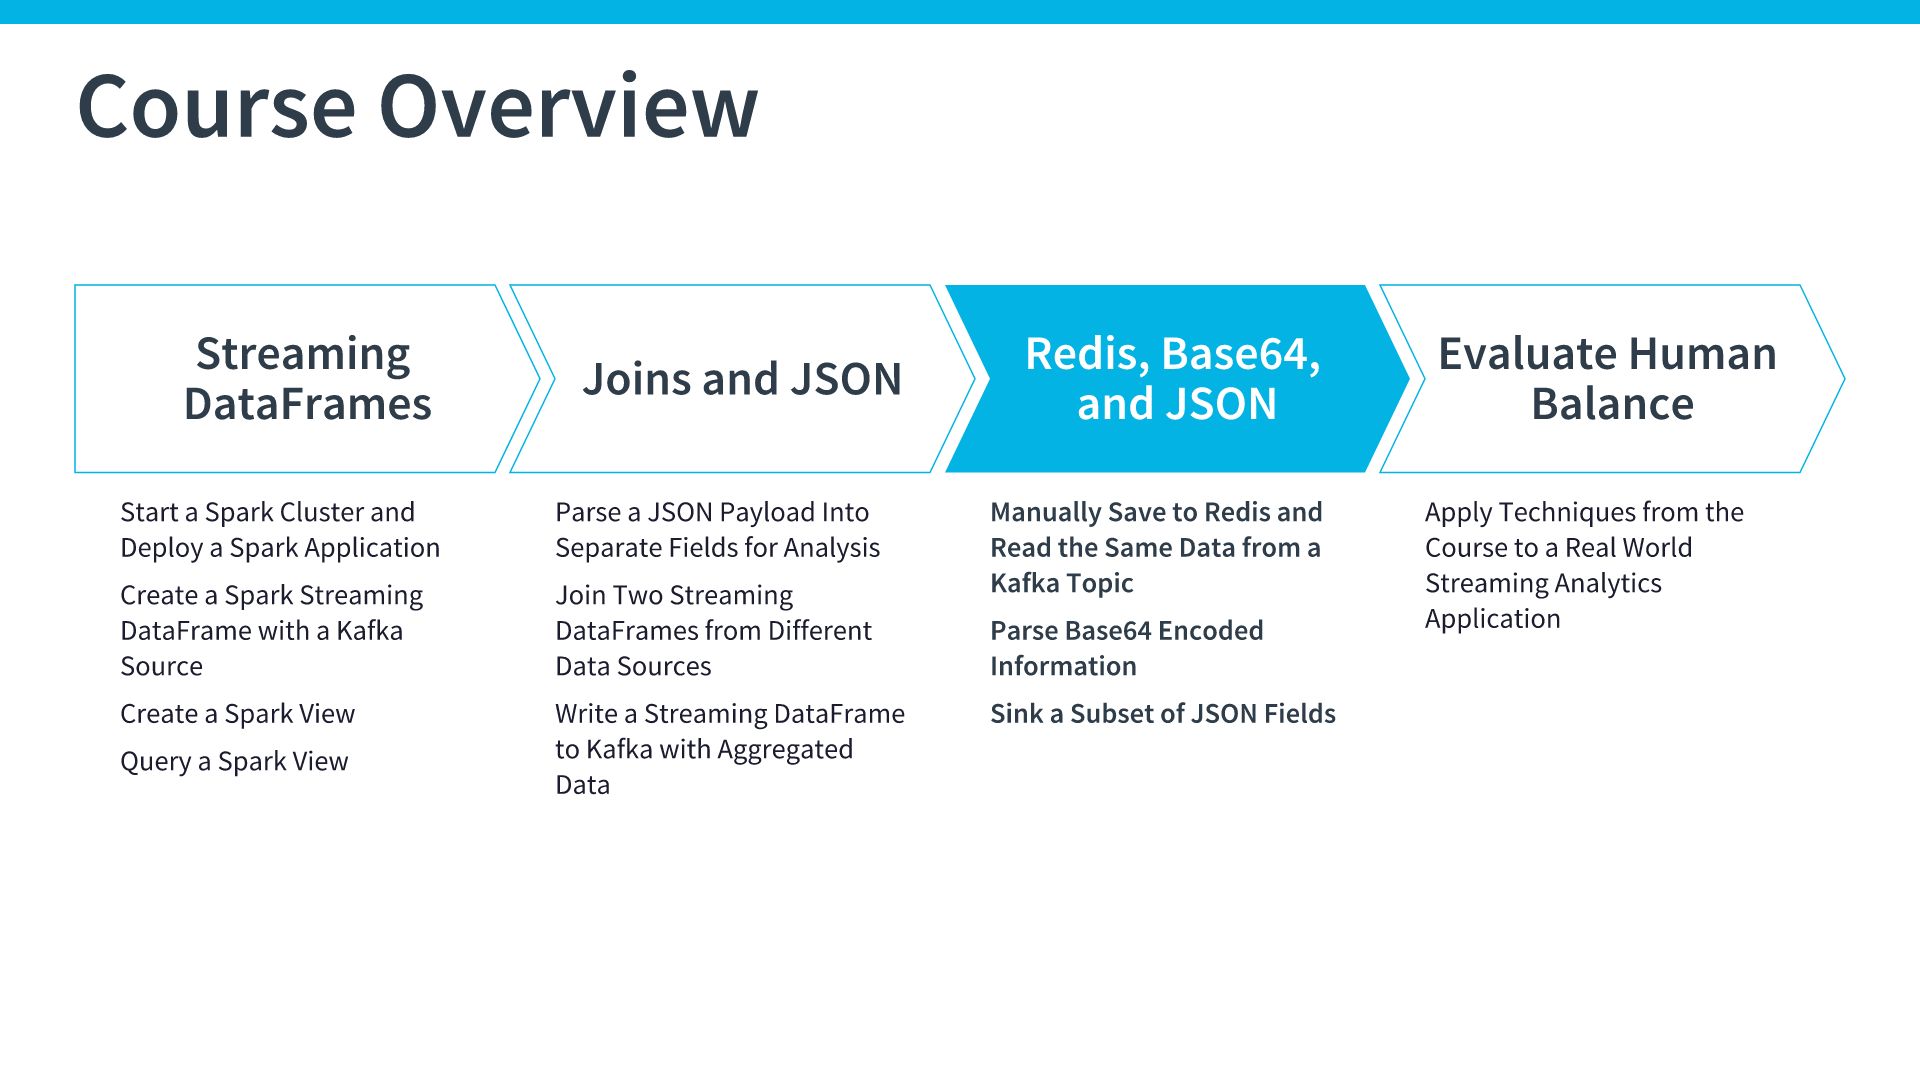 Course Overview
Streaming
DataFrames
Joins and JSON
Redis, Base64,
and JSON
Evaluate Human
Balance
Start a Spark Cluster and
Deploy a Spark Application
Create a Spark Streaming
DataFrame with a Kafka
Source
Create a Spark View
Query a Spark View
Parse a JSON Payload Into
Separate Fields for Analysis
Join Two Streaming
DataFrames from Different
Data Sources
Write a Streaming DataFrame
to Kafka with Aggregated
Data
Manually Save to Redis and
Read the Same Data from a
Kafka Topic
Parse Base64 Encoded
Information
Sink a Subset of JSON Fields
Apply Techniques from the
Course to a Real World
Streaming Analytics
Application